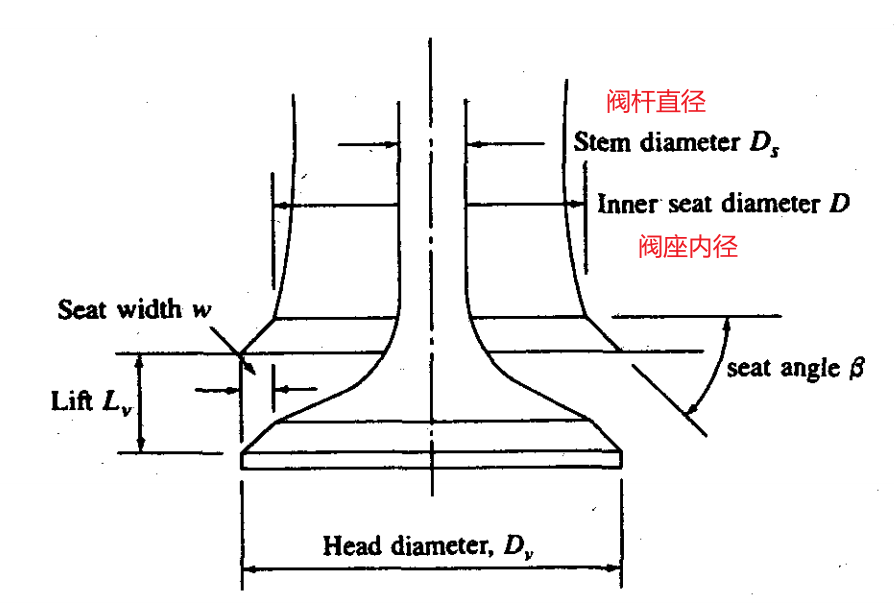 阀杆直径
Stem diameter Dₛ
Inner seat diameter D
阀座内径
Seat width w
seat angle β
Lift Lᵥ
Head diameter, Dᵥ